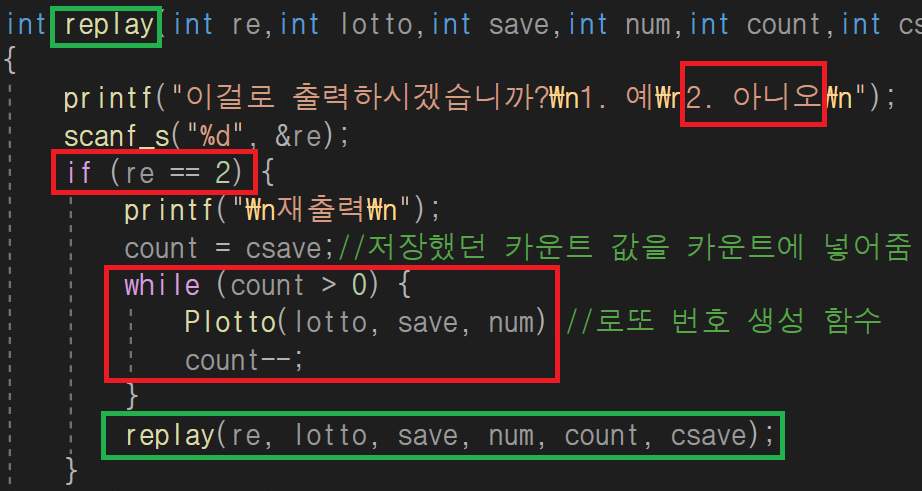 int replay(int re,int lotto,int save,int num,int count,int cs
{
printf("이걸로 출력하시겠습니까?₩n1. 예₩n2. 아니오₩n");
scanf_s("%d", &re);
if (re == 2) {
printf("₩n재출력₩n");
count = csave;//저장했던 카운트 값을 카운트에 넣어줌
while (count > 0) {
Plotto(lotto, save, num) //로또 번호 생성 함수
count--;
}
replay(re, lotto, save, num, count, csave);
}